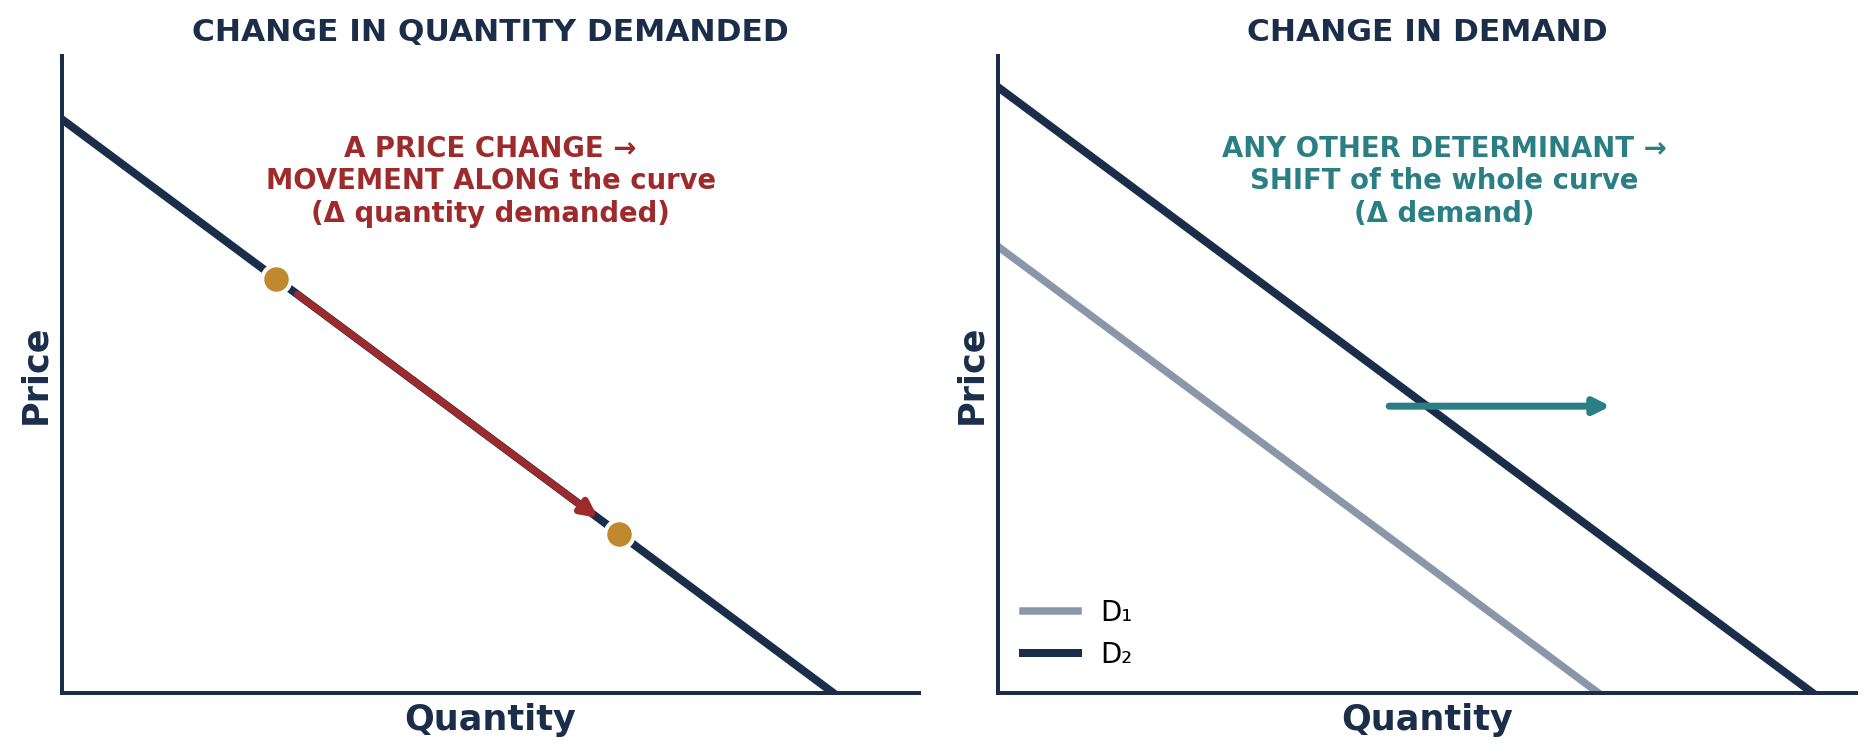 CHANGE IN QUANTITY DEMANDED
A PRICE CHANGE →
MOVEMENT ALONG the curve
(Δ quantity demanded)
Price
Quantity
CHANGE IN DEMAND
ANY OTHER DETERMINANT →
SHIFT of the whole curve
(Δ demand)
Price
D₁
D₂
Quantity